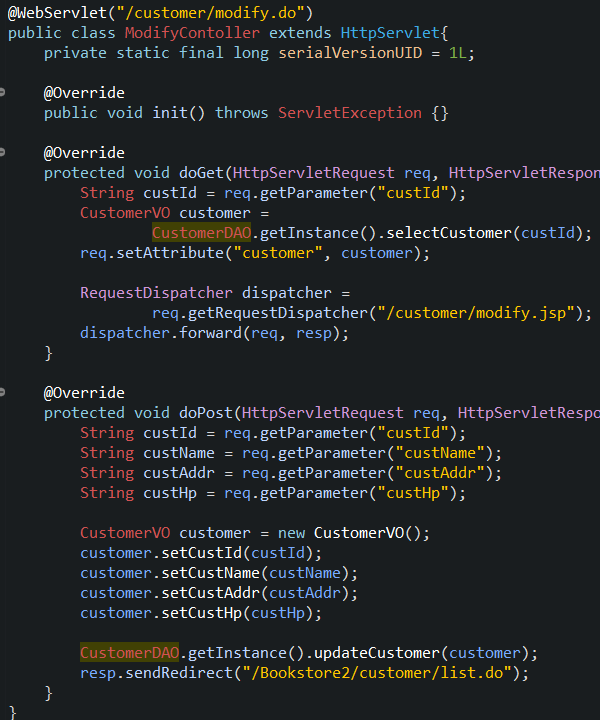 @WebServlet("/customer/modify.do")
public class ModifyContoller extends HttpServlet{
private static final long serialVersionUID = 1L;
@Override
public void init() throws ServletException {}
@Override
protected void doGet(HttpServletRequest req, HttpServletRespon
String custId = req.getParameter("custId");
CustomerVO customer =
CustomerDAO.getInstance().selectCustomer(custId);
req.setAttribute("customer", customer);
RequestDispatcher dispatcher =
req.getRequestDispatcher("/customer/modify.jsp");
dispatcher.forward(req, resp);
}
@Override
protected void doPost(HttpServletRequest req, HttpServletRespo
String custId = req.getParameter("custId");
String custName = req.getParameter("custName");
String custAddr = req.getParameter("custAddr");
String custHp = req.getParameter("custHp");
CustomerVO customer = new CustomerVO();
customer.setCustId(custId);
customer.setCustName(custName);
customer.setCustAddr(custAddr);
customer.setCustHp(custHp);
CustomerDAO.getInstance().updateCustomer(customer);
resp.sendRedirect("/Bookstore2/customer/list.do");
}
}